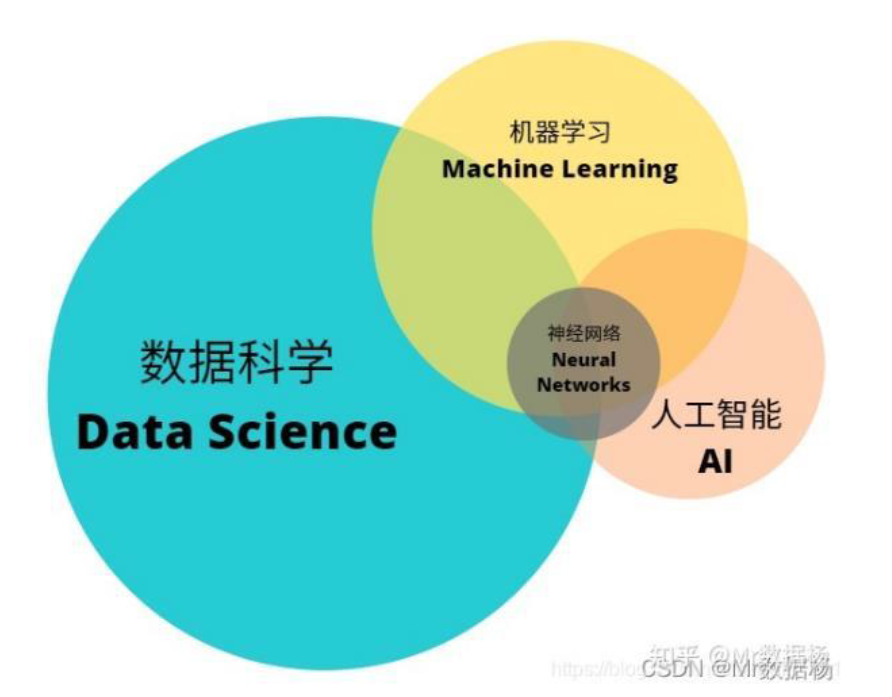 机器学习
Machine Learning
神经网络
Neural
Networks
数据科学
Data Science
人工智能
AI
知乎 @Mr数据杨
https://blog
CSDN @Mr数据杨